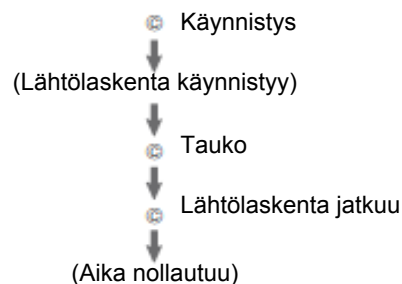 © Käynnistys
(Lähtölaskenta käynnistyy)
© Tauko
© Lähtölaskenta jatkuu
(Aika nollautuu)